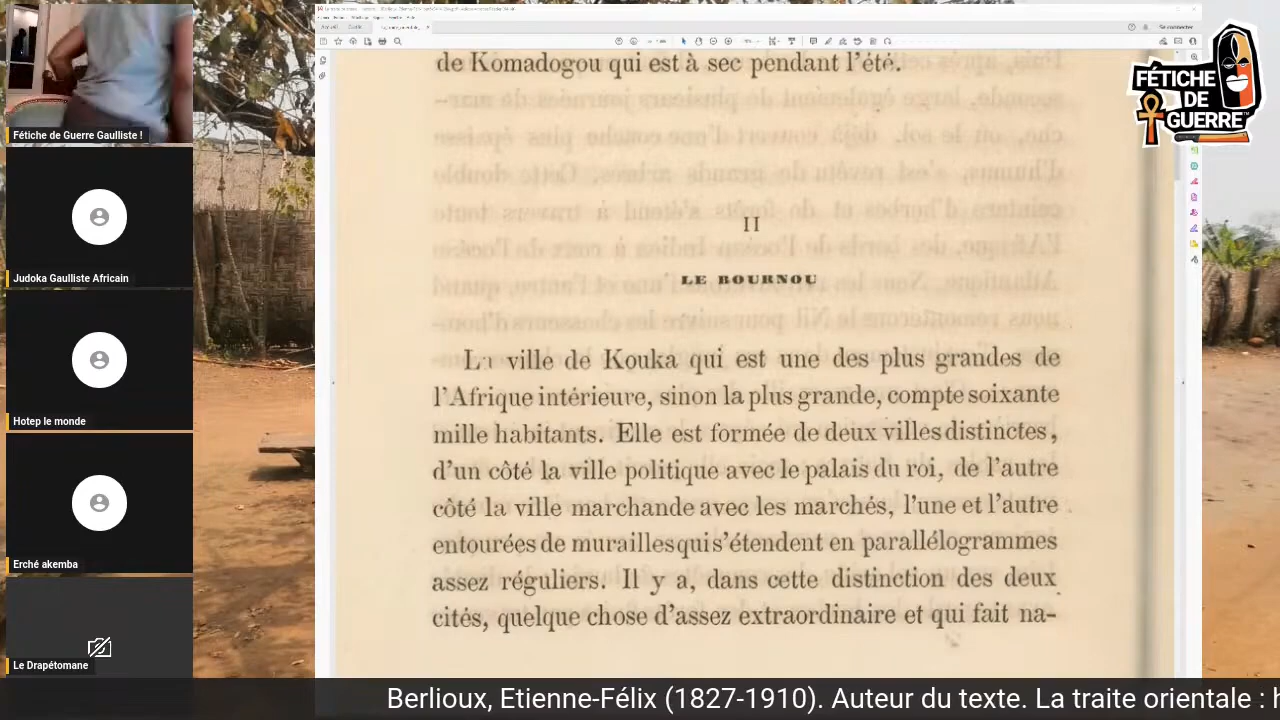 Fétiche de Guerre Gaulliste !
Judoka Gaulliste Africain
Hotep le monde
Erché akemba
Le Drapétomane
Se connecter
FÉTICHE
DE
GUERRE
de Komadogou qui est à sec pendant l'été.
II
LE BOURNOU
La ville de Kouka qui est une des plus grandes de
l'Afrique intérieure, sinon la plus grande, compte soixante
mille habitants. Elle est formée de deux villes distinctes,
d'un côté la ville politique avec le palais du roi, de l'autre
côté la ville marchande avec les marchés, l'une et l'autre
entourées de murailles qui s'étendent en parallélogrammes
assez réguliers. Il y a, dans cette distinction des deux
cités, quelque chose d'assez extraordinaire et qui fait na-
Berlioux, Etienne-Félix (1827-1910). Auteur du texte. La traite orientale :